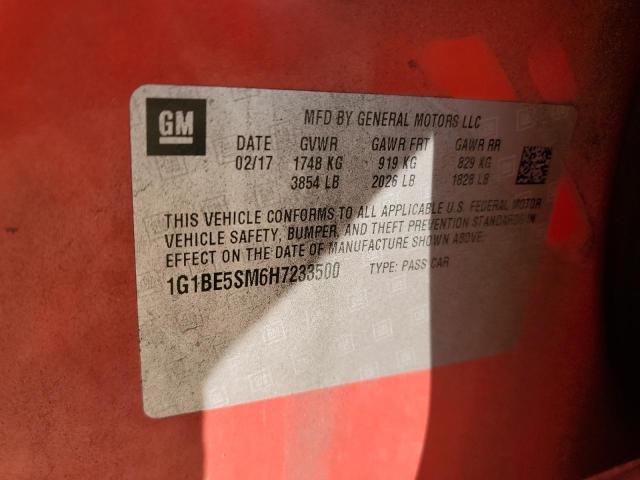 GM
MFD BY GENERAL MOTORS LLC
DATE GVWR GAWR FRT GAWR RR
02/17 1748 KG 919 KG 829 KG
3854 LB 2026 LB 1828 LB
THIS VEHICLE CONFORMS TO ALL APPLICABLE U.S. FEDERAL MOTOR
VEHICLE SAFETY, BUMPER, AND THEFT PREVENTION STANDARDS IN
EFFECT ON THE DATE OF MANUFACTURE SHOWN ABOVE.
1G1BE5SM6H7233500 TYPE: PASS CAR